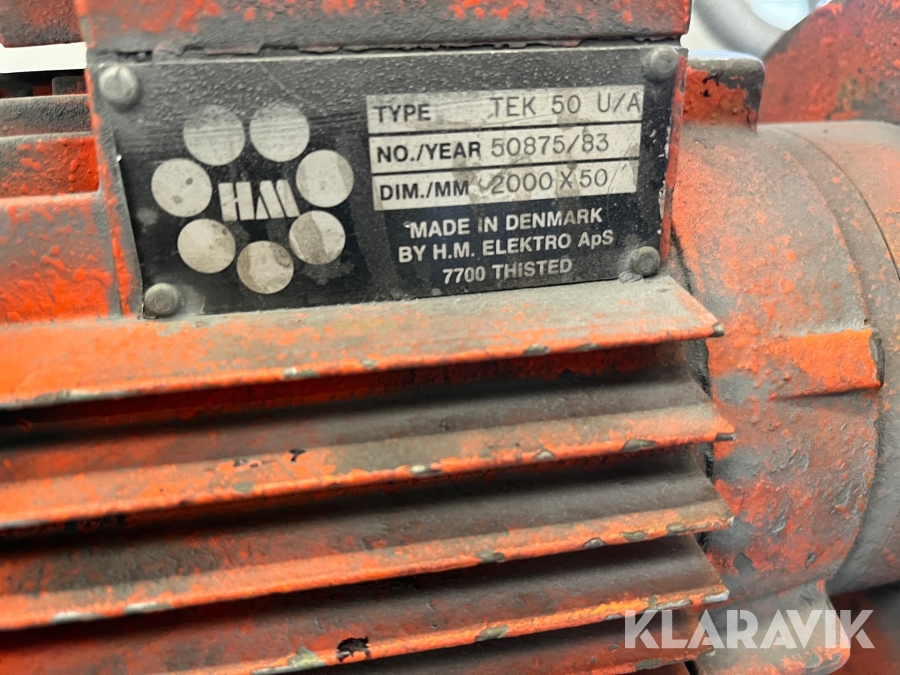 HM
TYPE TEK 50 U/A
NO./YEAR 50875/83
DIM./MM 2000 X 50
MADE IN DENMARK
BY H.M. ELEKTRO ApS
7700 THISTED
KLARAVIK